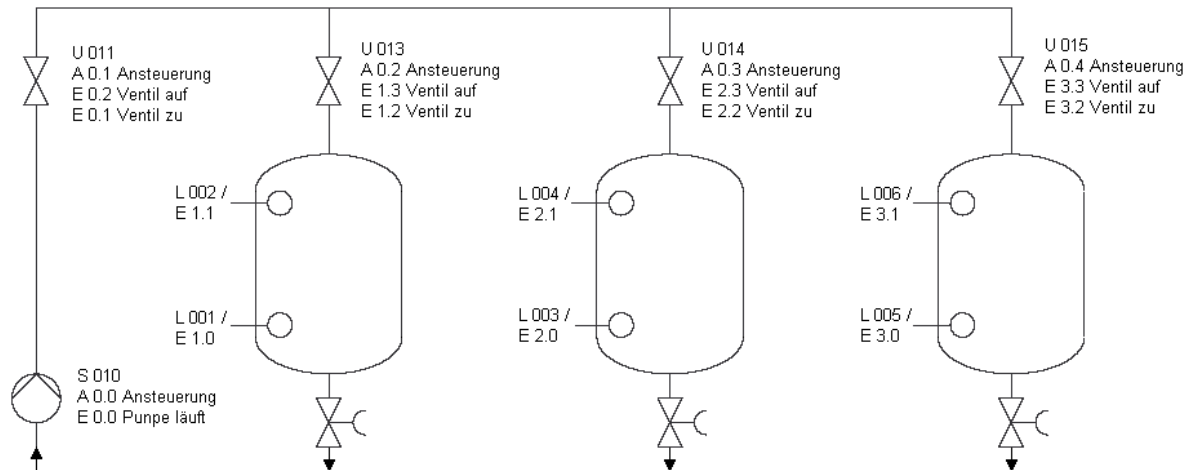 U 011
A 0.1 Ansteuerung
E 0.2 Ventil auf
E 0.1 Ventil zu
U 013
A 0.2 Ansteuerung
E 1.3 Ventil auf
E 1.2 Ventil zu
U 014
A 0.3 Ansteuerung
E 2.3 Ventil auf
E 2.2 Ventil zu
U 015
A 0.4 Ansteuerung
E 3.3 Ventil auf
E 3.2 Ventil zu
L 002 /
E 1.1
L 004 /
E 2.1
L 006 /
E 3.1
L 001 /
E 1.0
L 003 /
E 2.0
L 005 /
E 3.0
S 010
A 0.0 Ansteuerung
E 0.0 Punpe läuft